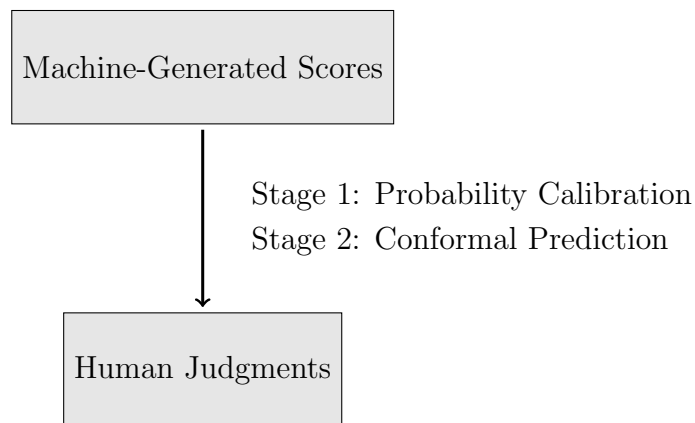 Machine-Generated Scores
Stage 1: Probability Calibration
Stage 2: Conformal Prediction
Human Judgments